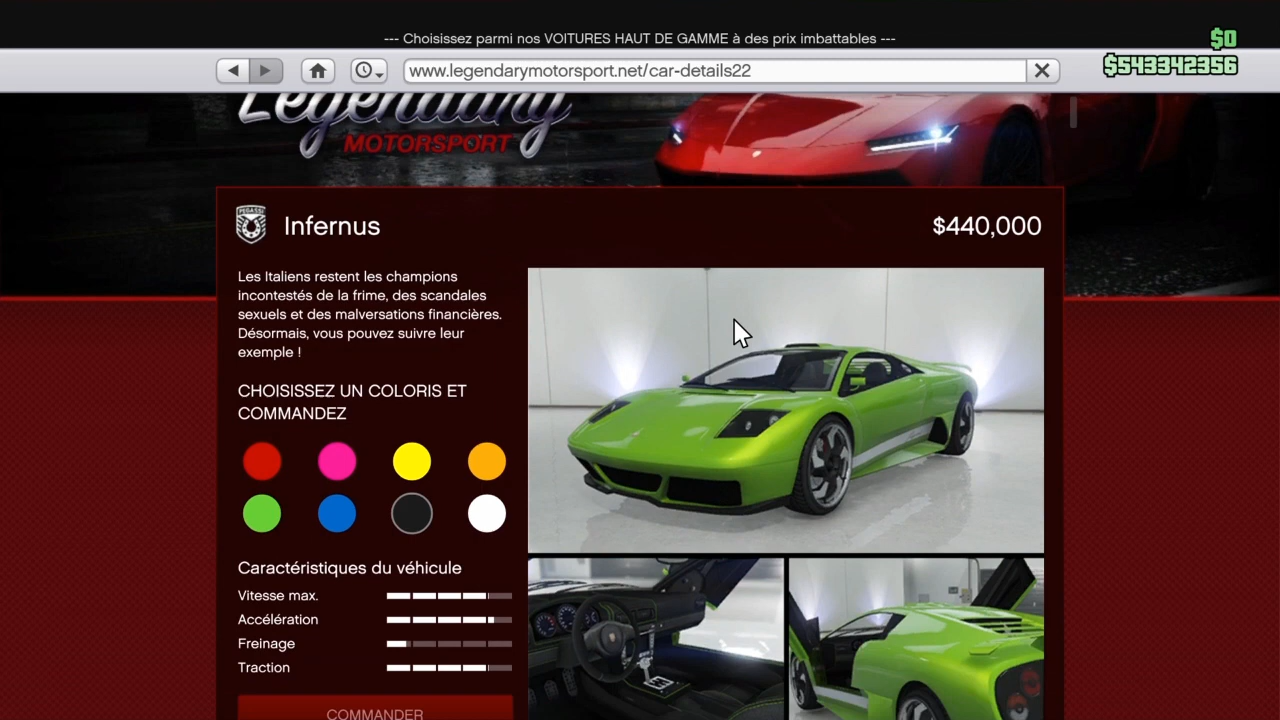 --- Choisissez parmi nos VOITURES HAUT DE GAMME à des prix imbattables ---
$0
www.legendarymotorsport.net/car-details22
$543342356
Legendary
MOTORSPORT
PEGASSI
Infernus
$440,000
Les Italiens restent les champions
incontestés de la frime, des scandales
sexuels et des malversations financières.
Désormais, vous pouvez suivre leur
exemple !
CHOISISSEZ UN COLORIS ET
COMMANDEZ
Caractéristiques du véhicule
Vitesse max.
Accélération
Freinage
Traction
COMMANDER